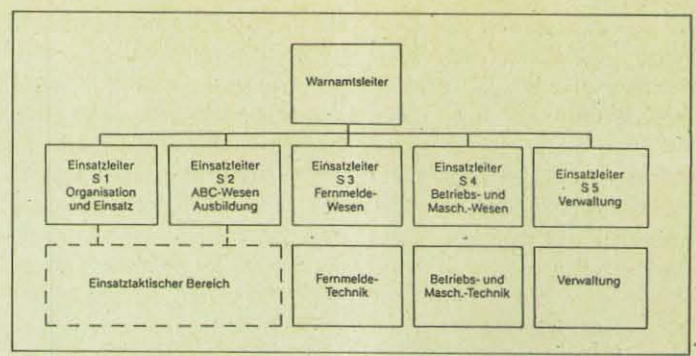 Warnamtsleiter
Einsatzleiter
S 1
Organisation
und Einsatz
Einsatzleiter
S 2
ABC-Wesen
Ausbildung
Einsatzleiter
S 3
Fernmelde-
Wesen
Einsatzleiter
S 4
Betriebs- und
Masch.-Wesen
Einsatzleiter
S 5
Verwaltung
Einsatztaktischer Bereich
Fernmelde-
Technik
Betriebs- und
Masch.-Technik
Verwaltung